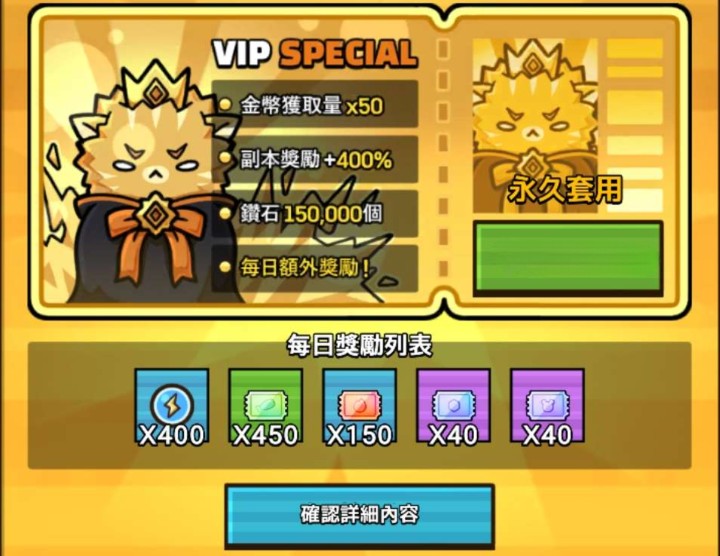 VIP SPECIAL
金幣獲取量 x50
副本獎勵 +400%
鑽石 150,000個
每日額外獎勵！
永久套用
每日獎勵列表
X400
X450
X150
X40
X40
確認詳細內容